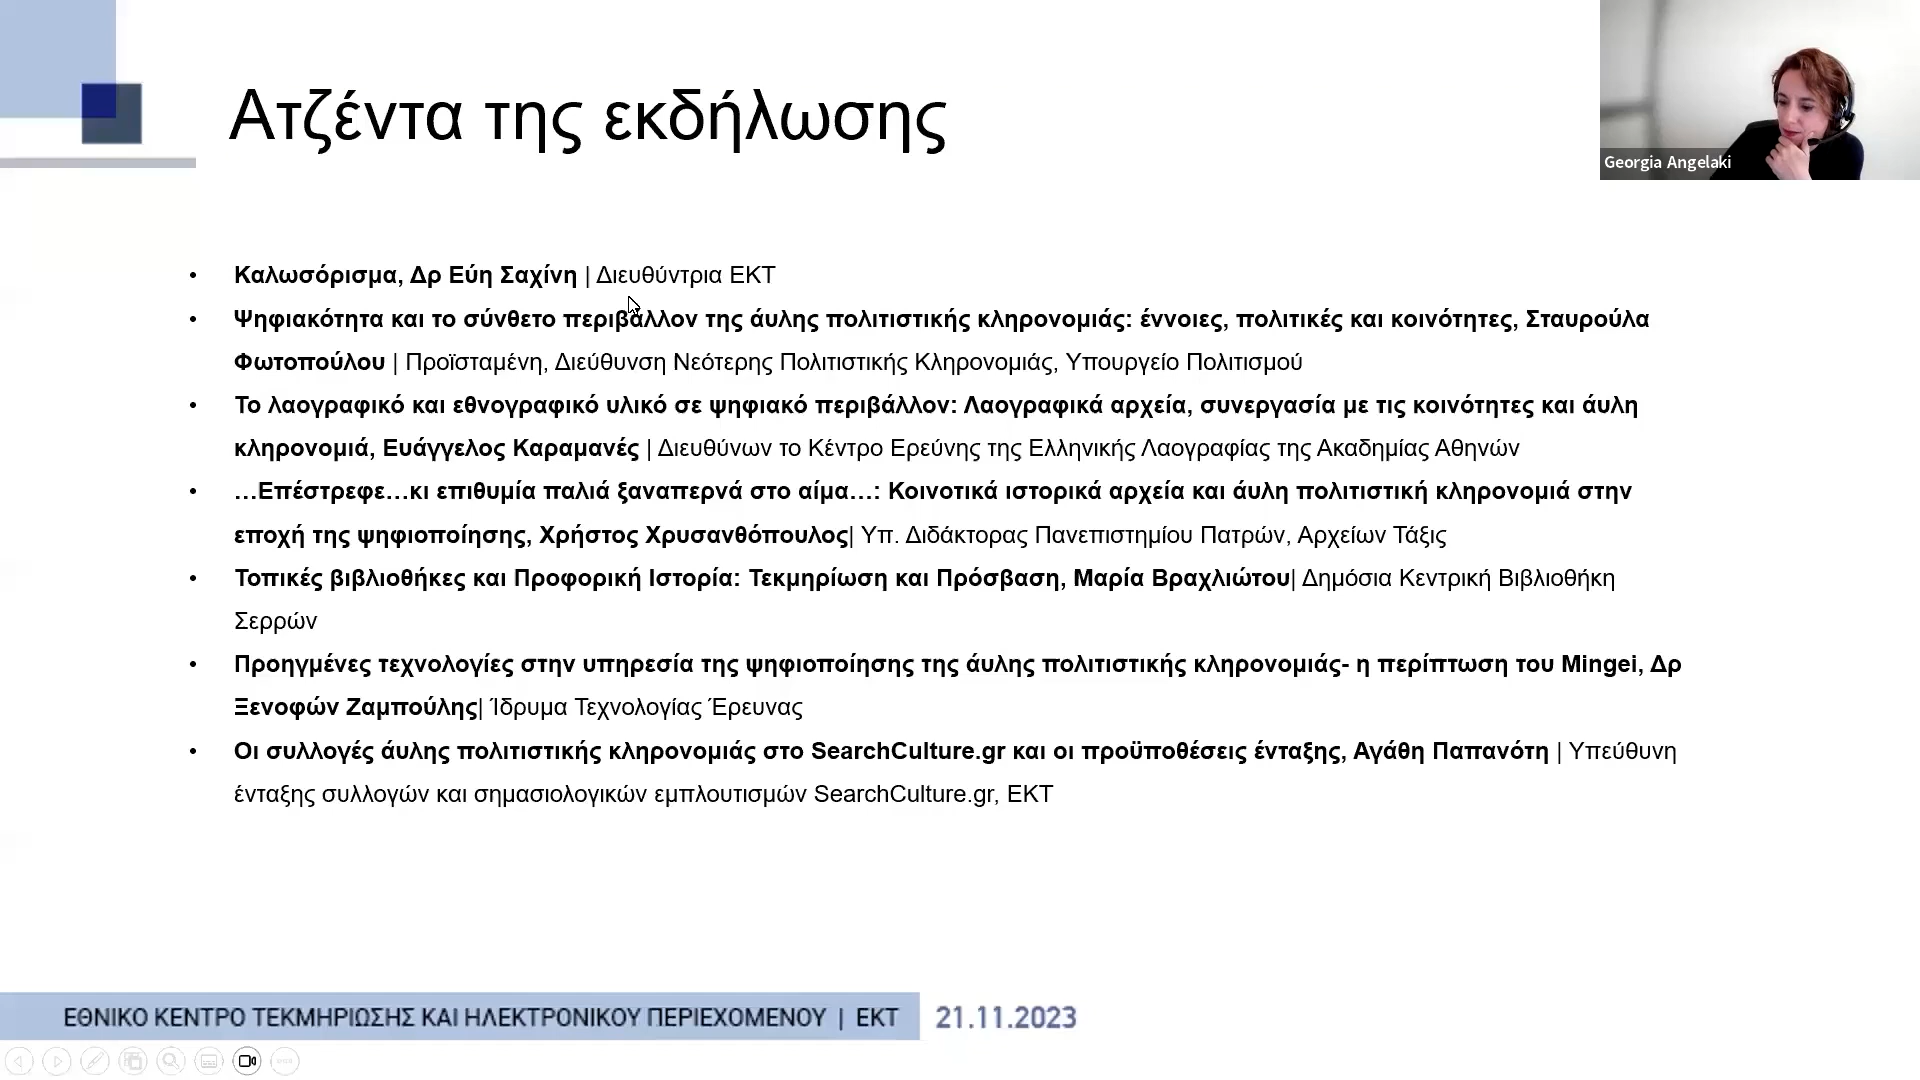 Ατζέντα της εκδήλωσης
Georgia Angelaki
• Καλωσόρισμα, Δρ Εύη Σαχίνη | Διευθύντρια ΕΚΤ
• Ψηφιακότητα και το σύνθετο περιβάλλον της άυλης πολιτιστικής κληρονομιάς: έννοιες, πολιτικές και κοινότητες, Σταυρούλα
Φωτοπούλου | Προϊσταμένη, Διεύθυνση Νεότερης Πολιτιστικής Κληρονομιάς, Υπουργείο Πολιτισμού
• Το λαογραφικό και εθνογραφικό υλικό σε ψηφιακό περιβάλλον: Λαογραφικά αρχεία, συνεργασία με τις κοινότητες και άυλη
κληρονομιά, Ευάγγελος Καραμανές | Διευθύνων το Κέντρο Ερεύνης της Ελληνικής Λαογραφίας της Ακαδημίας Αθηνών
• …Επέστρεφε…κι επιθυμία παλιά ξαναπερνά στο αίμα…: Κοινοτικά ιστορικά αρχεία και άυλη πολιτιστική κληρονομιά στην
εποχή της ψηφιοποίησης, Χρήστος Χρυσανθόπουλος| Υπ. Διδάκτορας Πανεπιστημίου Πατρών, Αρχείων Τάξις
• Τοπικές βιβλιοθήκες και Προφορική Ιστορία: Τεκμηρίωση και Πρόσβαση, Μαρία Βραχλιώτου| Δημόσια Κεντρική Βιβλιοθήκη
Σερρών
• Προηγμένες τεχνολογίες στην υπηρεσία της ψηφιοποίησης της άυλης πολιτιστικής κληρονομιάς- η περίπτωση του Mingei, Δρ
Ξενοφών Ζαμπούλης| Ίδρυμα Τεχνολογίας Έρευνας
• Οι συλλογές άυλης πολιτιστικής κληρονομιάς στο SearchCulture.gr και οι προϋποθέσεις ένταξης, Αγάθη Παπανότη | Υπεύθυνη
ένταξης συλλογών και σημασιολογικών εμπλουτισμών SearchCulture.gr, ΕΚΤ
ΕΘΝΙΚΟ ΚΕΝΤΡΟ ΤΕΚΜΗΡΙΩΣΗΣ ΚΑΙ ΗΛΕΚΤΡΟΝΙΚΟΥ ΠΕΡΙΕΧΟΜΕΝΟΥ | ΕΚΤ 21.11.2023